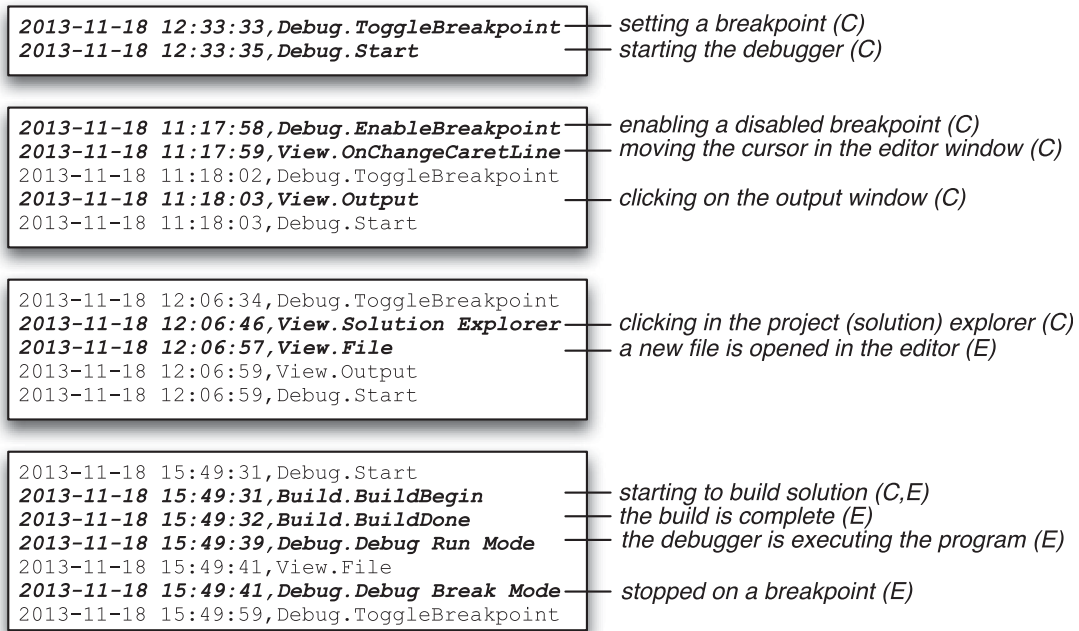 2013-11-18 12:33:33,Debug.ToggleBreakpoint setting a breakpoint (C)
2013-11-18 12:33:35,Debug.Start starting the debugger (C)
2013-11-18 11:17:58,Debug.EnableBreakpoint enabling a disabled breakpoint (C)
2013-11-18 11:17:59,View.OnChangeCaretLine moving the cursor in the editor window (C)
2013-11-18 11:18:02,Debug.ToggleBreakpoint
2013-11-18 11:18:03,View.Output clicking on the output window (C)
2013-11-18 11:18:03,Debug.Start
2013-11-18 12:06:34,Debug.ToggleBreakpoint
2013-11-18 12:06:46,View.Solution Explorer clicking in the project (solution) explorer (C)
2013-11-18 12:06:57,View.File a new file is opened in the editor (E)
2013-11-18 12:06:59,View.Output
2013-11-18 12:06:59,Debug.Start
2013-11-18 15:49:31,Debug.Start
2013-11-18 15:49:31,Build.BuildBegin starting to build solution (C,E)
2013-11-18 15:49:32,Build.BuildDone the build is complete (E)
2013-11-18 15:49:39,Debug.Debug Run Mode the debugger is executing the program (E)
2013-11-18 15:49:41,View.File
2013-11-18 15:49:41,Debug.Debug Break Mode stopped on a breakpoint (E)
2013-11-18 15:49:59,Debug.ToggleBreakpoint